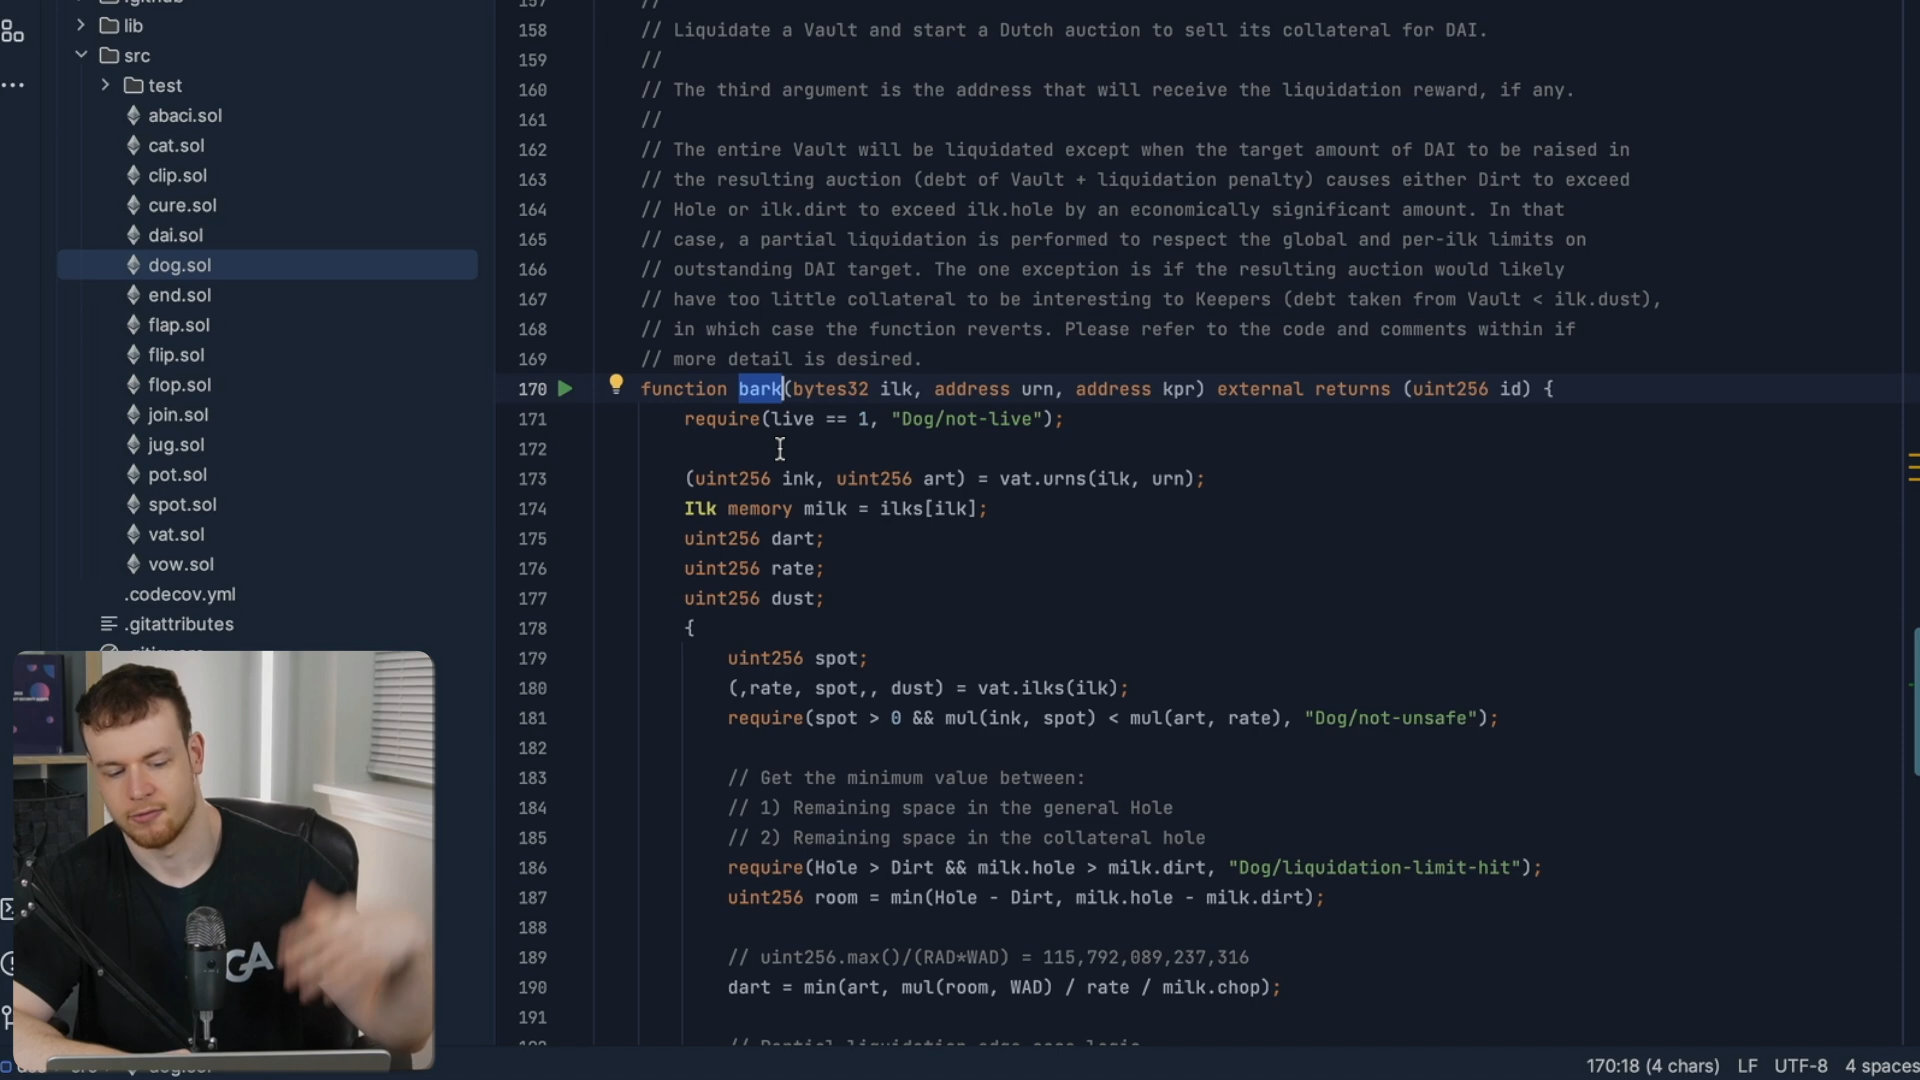 lib
src
test
abaci.sol
cat.sol
clip.sol
cure.sol
dai.sol
dog.sol
end.sol
flap.sol
flip.sol
flop.sol
join.sol
jug.sol
pot.sol
spot.sol
vat.sol
vow.sol
.codecov.yml
.gitattributes
157 //
158 // Liquidate a Vault and start a Dutch auction to sell its collateral for DAI.
159 //
160 // The third argument is the address that will receive the liquidation reward, if any.
161 //
162 // The entire Vault will be liquidated except when the target amount of DAI to be raised in
163 // the resulting auction (debt of Vault + liquidation penalty) causes either Dirt to exceed
164 // Hole or ilk.dirt to exceed ilk.hole by an economically significant amount. In that
165 // case, a partial liquidation is performed to respect the global and per-ilk limits on
166 // outstanding DAI target. The one exception is if the resulting auction would likely
167 // have too little collateral to be interesting to Keepers (debt taken from Vault < ilk.dust),
168 // in which case the function reverts. Please refer to the code and comments within if
169 // more detail is desired.
170 function bark(bytes32 ilk, address urn, address kpr) external returns (uint256 id) {
171 require(live == 1, "Dog/not-live");
172
173 (uint256 ink, uint256 art) = vat.urns(ilk, urn);
174 Ilk memory milk = ilks[ilk];
175 uint256 dart;
176 uint256 rate;
177 uint256 dust;
178 {
179 uint256 spot;
180 (,rate, spot,, dust) = vat.ilks(ilk);
181 require(spot > 0 && mul(ink, spot) < mul(art, rate), "Dog/not-unsafe");
182
183 // Get the minimum value between:
184 // 1) Remaining space in the general Hole
185 // 2) Remaining space in the collateral hole
186 require(Hole > Dirt && milk.hole > milk.dirt, "Dog/liquidation-limit-hit");
187 uint256 room = min(Hole - Dirt, milk.hole - milk.dirt);
188
189 // uint256.max()/(RAD*WAD) = 115,792,089,237,316
190 dart = min(art, mul(room, WAD) / rate / milk.chop);
191
GA
170:18 (4 chars) LF UTF-8 4 spaces